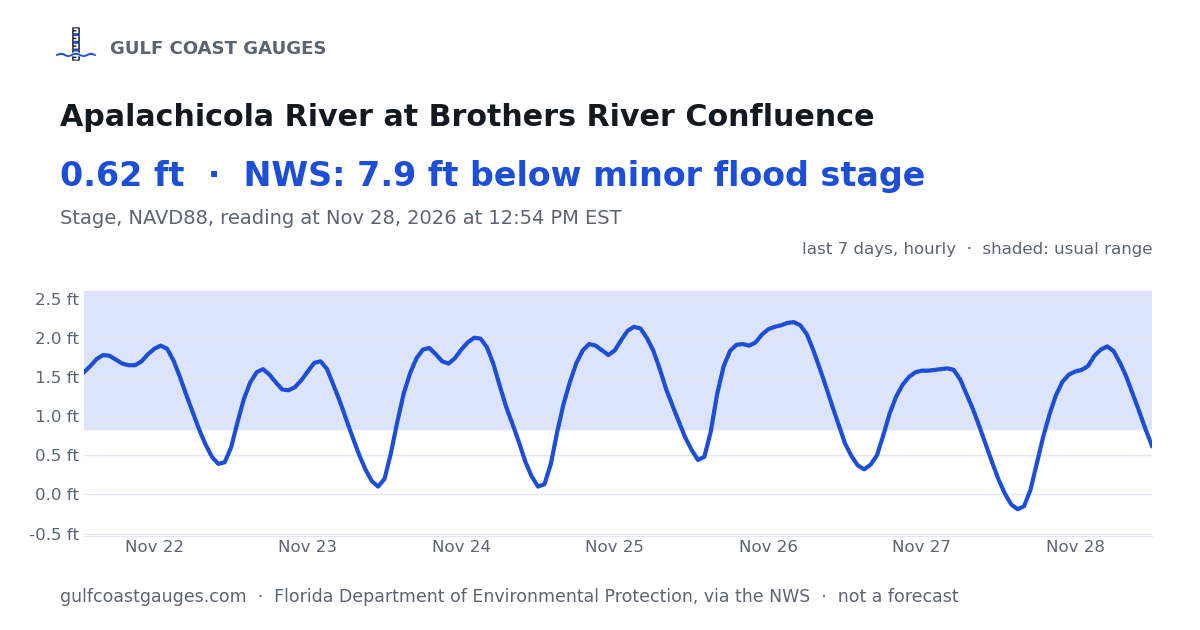 GULF COAST GAUGES
Apalachicola River at Brothers River Confluence
0.62 ft · NWS: 7.9 ft below minor flood stage
Stage, NAVD88, reading at Nov 28, 2026 at 12:54 PM EST
last 7 days, hourly · shaded: usual range
2.5 ft
2.0 ft
1.5 ft
1.0 ft
0.5 ft
0.0 ft
-0.5 ft
Nov 22 Nov 23 Nov 24 Nov 25 Nov 26 Nov 27 Nov 28
gulfcoastgauges.com · Florida Department of Environmental Protection, via the NWS · not a forecast